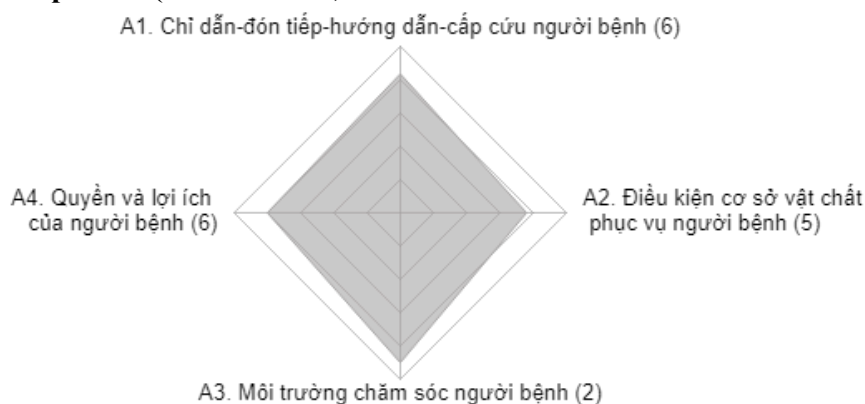 A1. Chỉ dẫn-đón tiếp-hướng dẫn-cấp cứu người bệnh (6)
A4. Quyền và lợi ích
của người bệnh (6)
A2. Điều kiện cơ sở vật chất
phục vụ người bệnh (5)
A3. Môi trường chăm sóc người bệnh (2)